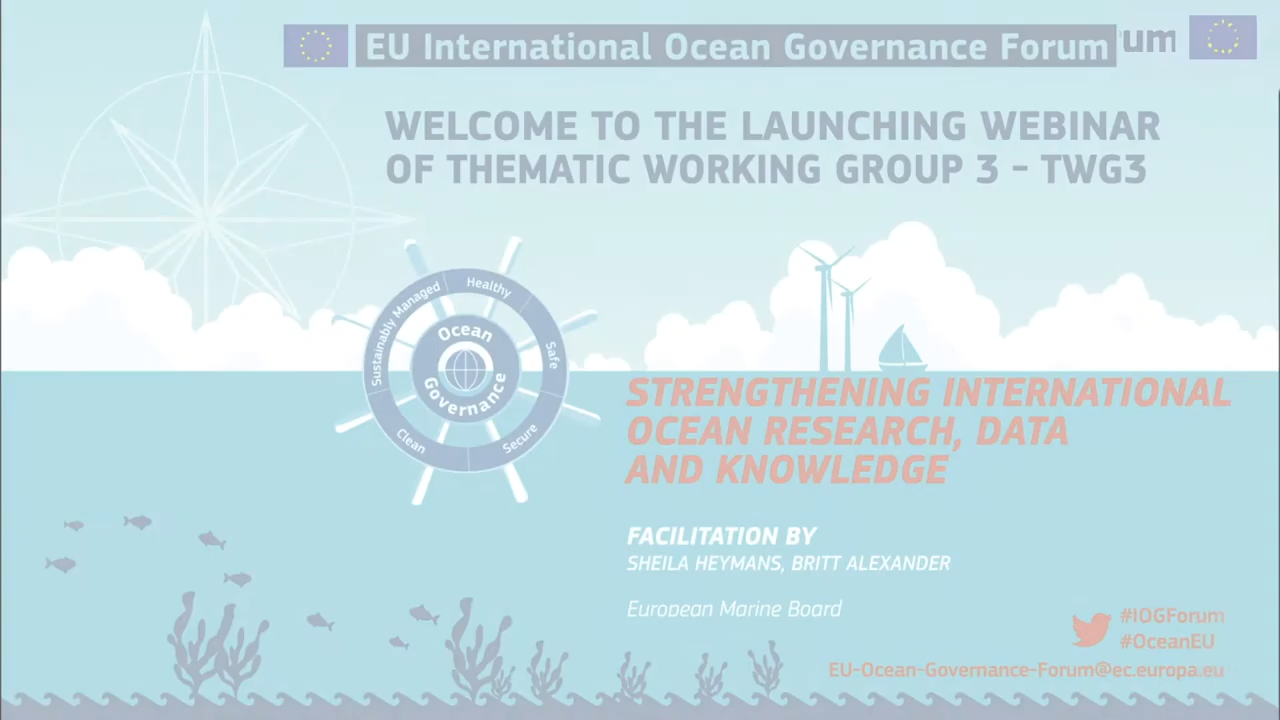 EU International Ocean Governance Forum
um
WELCOME TO THE LAUNCHING WEBINAR
OF THEMATIC WORKING GROUP 3 - TWG3
Sustainably Managed
Healthy
Safe
Secure
Clean
Ocean
Governance
STRENGTHENING INTERNATIONAL
OCEAN RESEARCH, DATA
AND KNOWLEDGE
FACILITATION BY
SHEILA HEYMANS, BRITT ALEXANDER
European Marine Board
#IOGForum
#OceanEU
EU-Ocean-Governance-Forum@ec.europa.eu